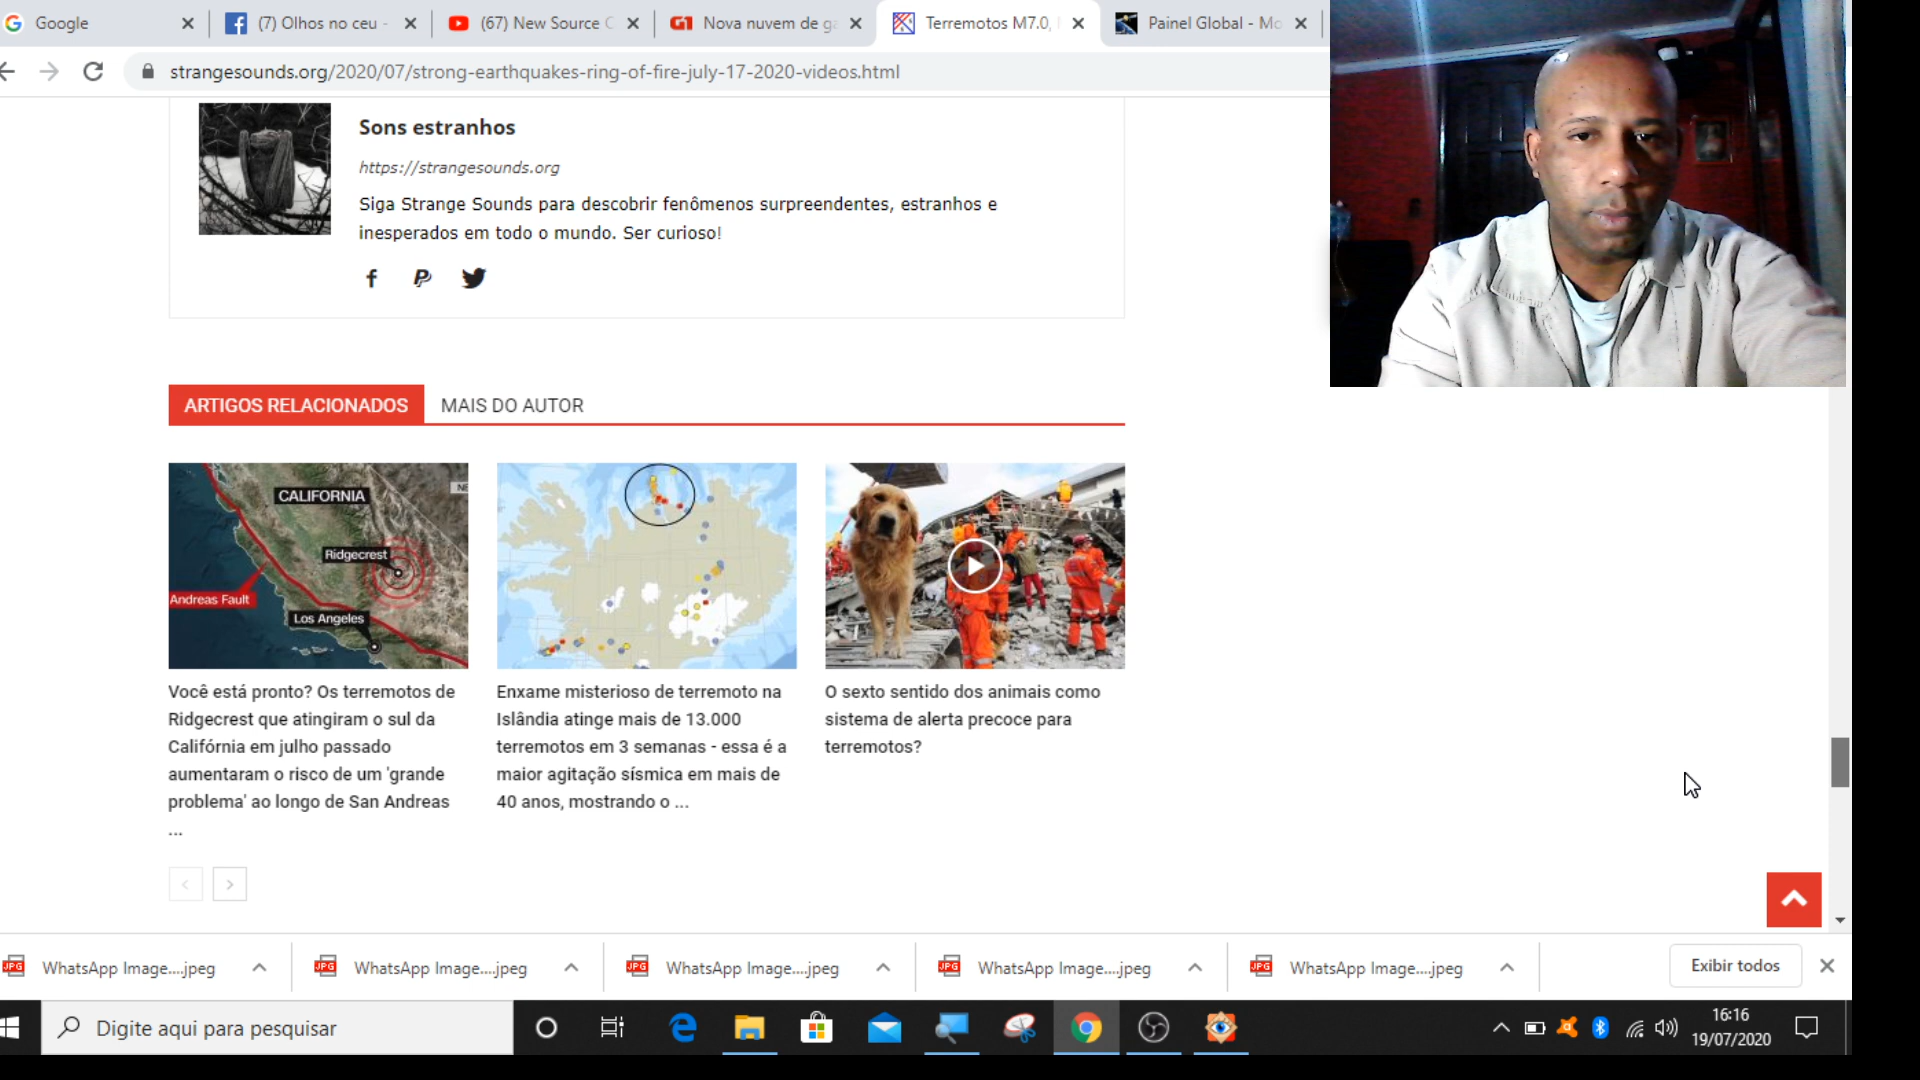 Google
(7) Olhos no ceu -
(67) New Source C
Nova nuvem de ga
Terremotos M7.0,
Painel Global - Mo
strangesounds.org/2020/07/strong-earthquakes-ring-of-fire-july-17-2020-videos.html
Sons estranhos
https://strangesounds.org
Siga Strange Sounds para descobrir fenômenos surpreendentes, estranhos e
inesperados em todo o mundo. Ser curioso!
ARTIGOS RELACIONADOS
MAIS DO AUTOR
CALIFORNIA
NE
Ridgecrest
Andreas Fault
Los Angeles
Você está pronto? Os terremotos de
Ridgecrest que atingiram o sul da
Califórnia em julho passado
aumentaram o risco de um 'grande
problema' ao longo de San Andreas
...
Enxame misterioso de terremoto na
Islândia atinge mais de 13.000
terremotos em 3 semanas - essa é a
maior agitação sísmica em mais de
40 anos, mostrando o ...
O sexto sentido dos animais como
sistema de alerta precoce para
terremotos?
WhatsApp Image....jpeg
WhatsApp Image....jpeg
WhatsApp Image....jpeg
WhatsApp Image....jpeg
WhatsApp Image....jpeg
Exibir todos
Digite aqui para pesquisar
16:16
19/07/2020